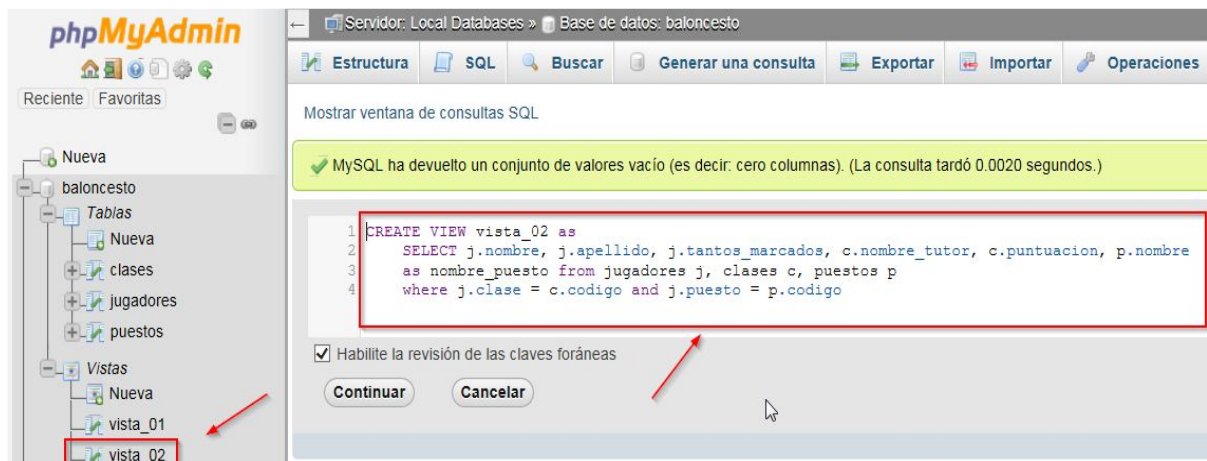 phpMyAdmin
Reciente Favoritas
Nueva
baloncesto
Tablas
Nueva
clases
jugadores
puestos
Vistas
Nueva
vista_01
vista_02
Servidor: Local Databases » Base de datos: baloncesto
Estructura SQL Buscar Generar una consulta Exportar Importar Operaciones
Mostrar ventana de consultas SQL
MySQL ha devuelto un conjunto de valores vacío (es decir: cero columnas). (La consulta tardó 0.0020 segundos.)
1 CREATE VIEW vista_02 as
2 SELECT j.nombre, j.apellido, j.tantos_marcados, c.nombre_tutor, c.puntuacion, p.nombre
3 as nombre_puesto from jugadores j, clases c, puestos p
4 where j.clase = c.codigo and j.puesto = p.codigo
Habilite la revisión de las claves foráneas
Continuar Cancelar